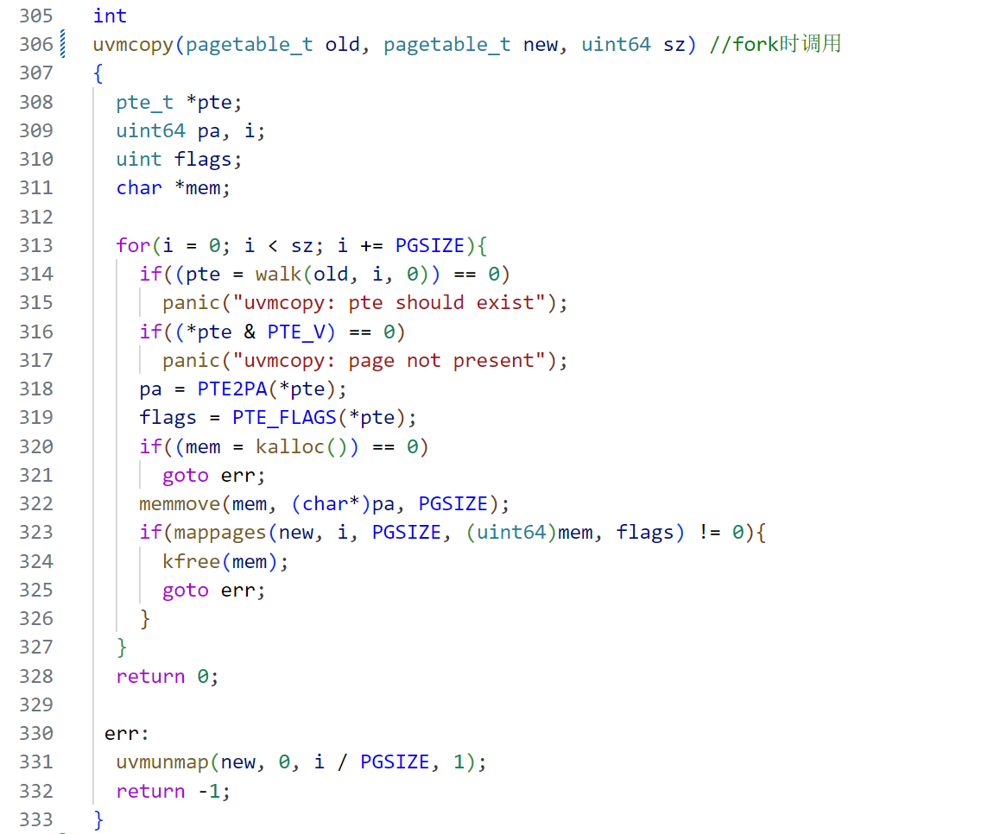 305 int
306 uvmcopy(pagetable_t old, pagetable_t new, uint64 sz) //fork时调用
307 {
308   pte_t *pte;
309   uint64 pa, i;
310   uint flags;
311   char *mem;
312
313   for(i = 0; i < sz; i += PGSIZE){
314     if((pte = walk(old, i, 0)) == 0)
315       panic("uvmcopy: pte should exist");
316     if((*pte & PTE_V) == 0)
317       panic("uvmcopy: page not present");
318     pa = PTE2PA(*pte);
319     flags = PTE_FLAGS(*pte);
320     if((mem = kalloc()) == 0)
321       goto err;
322     memmove(mem, (char*)pa, PGSIZE);
323     if(mappages(new, i, PGSIZE, (uint64)mem, flags) != 0){
324       kfree(mem);
325       goto err;
326     }
327   }
328   return 0;
329
330  err:
331   uvmunmap(new, 0, i / PGSIZE, 1);
332   return -1;
333 }